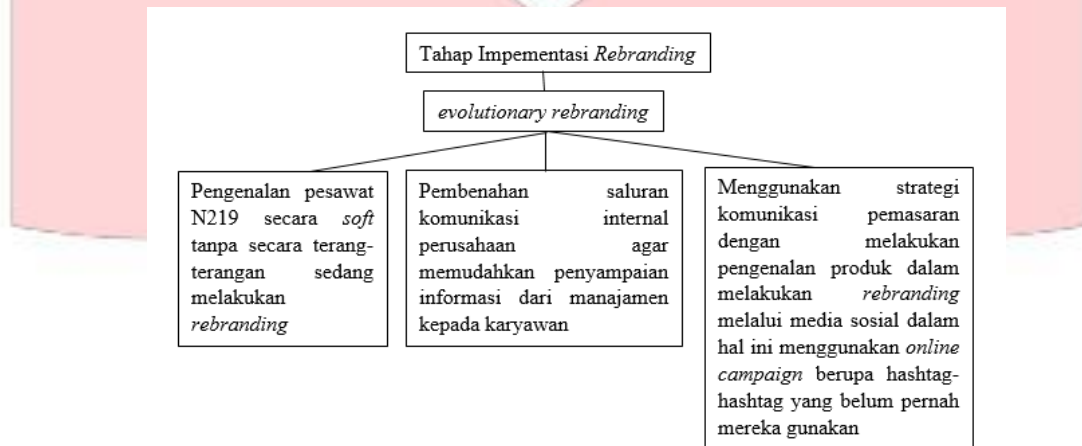 Tahap Impementasi Rebranding
evolutionary rebranding
Pengenalan pesawat
N219 secara soft
tanpa secara terang-
terangan sedang
melakukan
rebranding
Pembenahan saluran
komunikasi internal
perusahaan agar
memudahkan penyampaian
informasi dari manajamen
kepada karyawan
Menggunakan strategi
komunikasi pemasaran
dengan melakukan
pengenalan produk dalam
melakukan rebranding
melalui media sosial dalam
hal ini menggunakan online
campaign berupa hashtag-
hashtag yang belum pernah
mereka gunakan